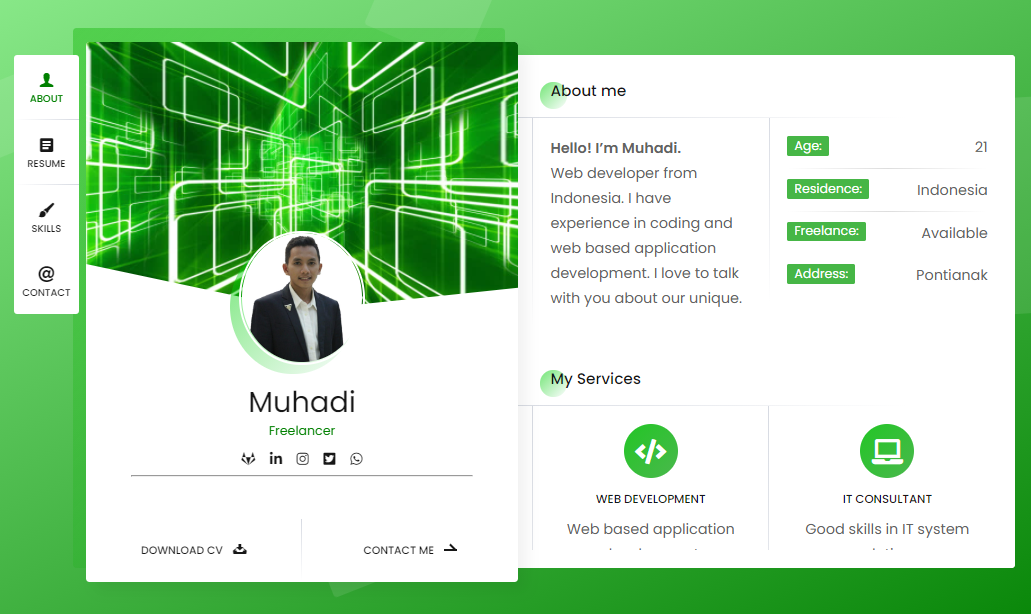 ABOUT
RESUME
SKILLS
CONTACT
Muhadi
Freelancer
DOWNLOAD CV
CONTACT ME
About me
Hello! I’m Muhadi.
Web developer from
Indonesia. I have
experience in coding and
web based application
development. I love to talk
with you about our unique.
Age: 21
Residence: Indonesia
Freelance: Available
Address: Pontianak
My Services
WEB DEVELOPMENT
Web based application
IT CONSULTANT
Good skills in IT system